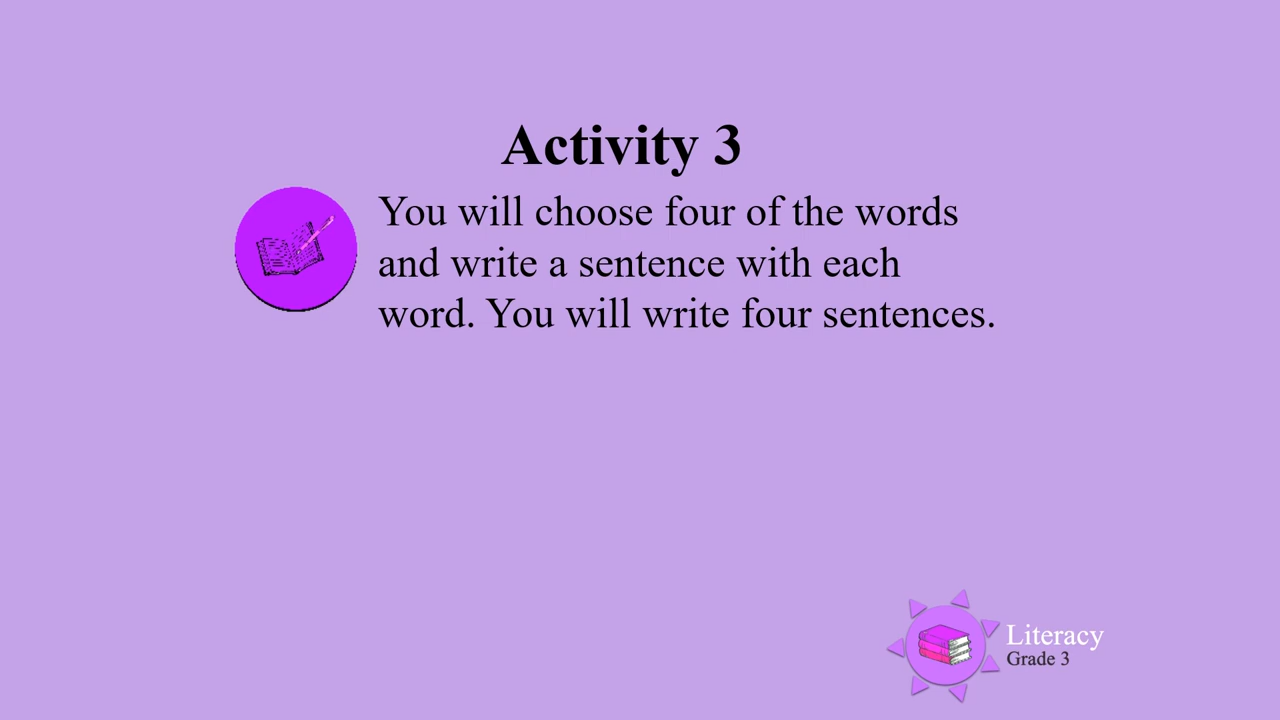 Activity 3
You will choose four of the words
and write a sentence with each
word. You will write four sentences.
Literacy
Grade 3